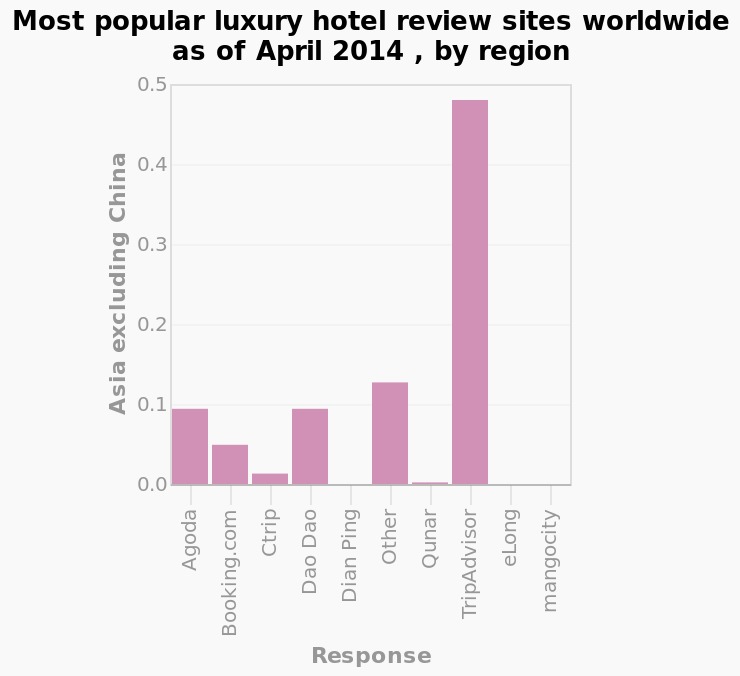 Most popular luxury hotel review sites worldwide
as of April 2014 , by region
Asia excluding China
0.5
0.4
0.3
0.2
0.1
0.0
Agoda
Booking.com
Ctrip
Dao Dao
Dian Ping
Other
Qunar
TripAdvisor
eLong
mangocity
Response